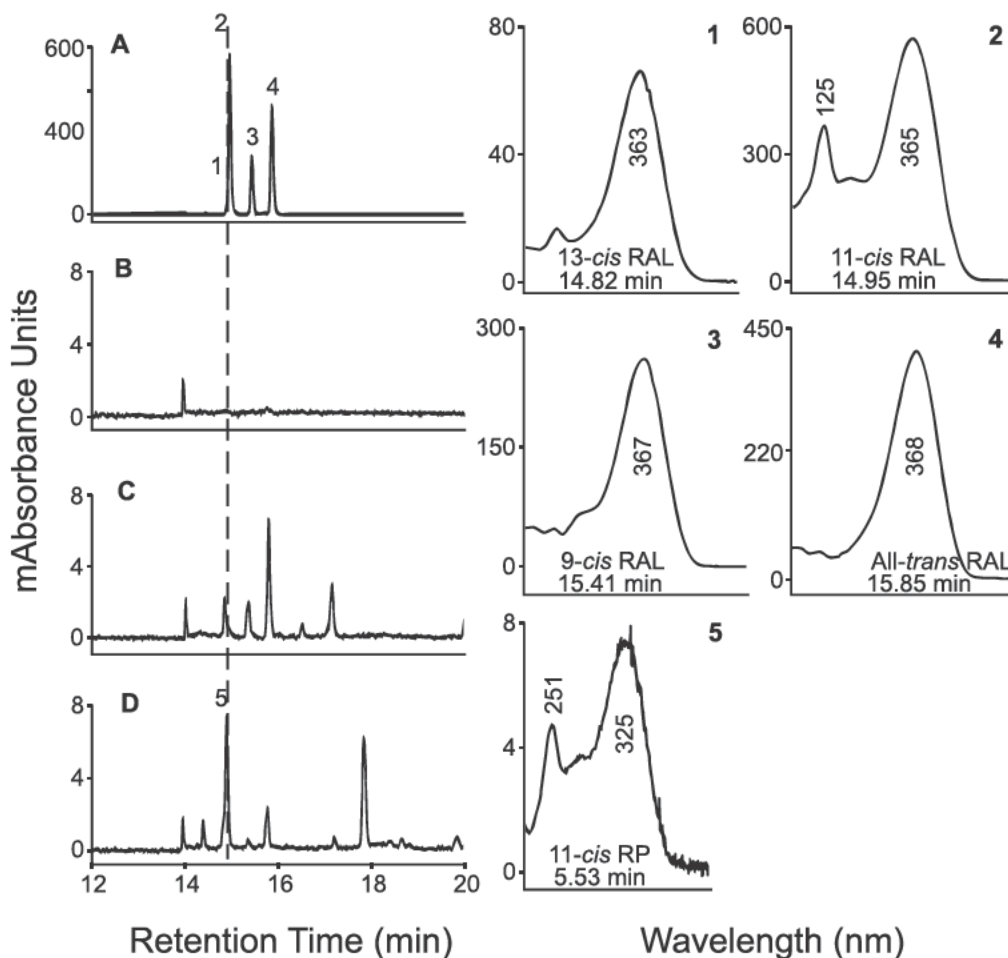 A
600
400
0
1
2
3
4
B
8
4
0
C
8
4
0
D
8
4
0
5
12 14 16 18 20
mAbsorbance Units
Retention Time (min)
1
80
40
0
363
13-cis RAL
14.82 min
2
600
300
0
125
365
11-cis RAL
14.95 min
3
300
150
0
367
9-cis RAL
15.41 min
4
450
220
0
368
All-trans RAL
15.85 min
5
8
4
0
251
325
11-cis RP
5.53 min
Wavelength (nm)